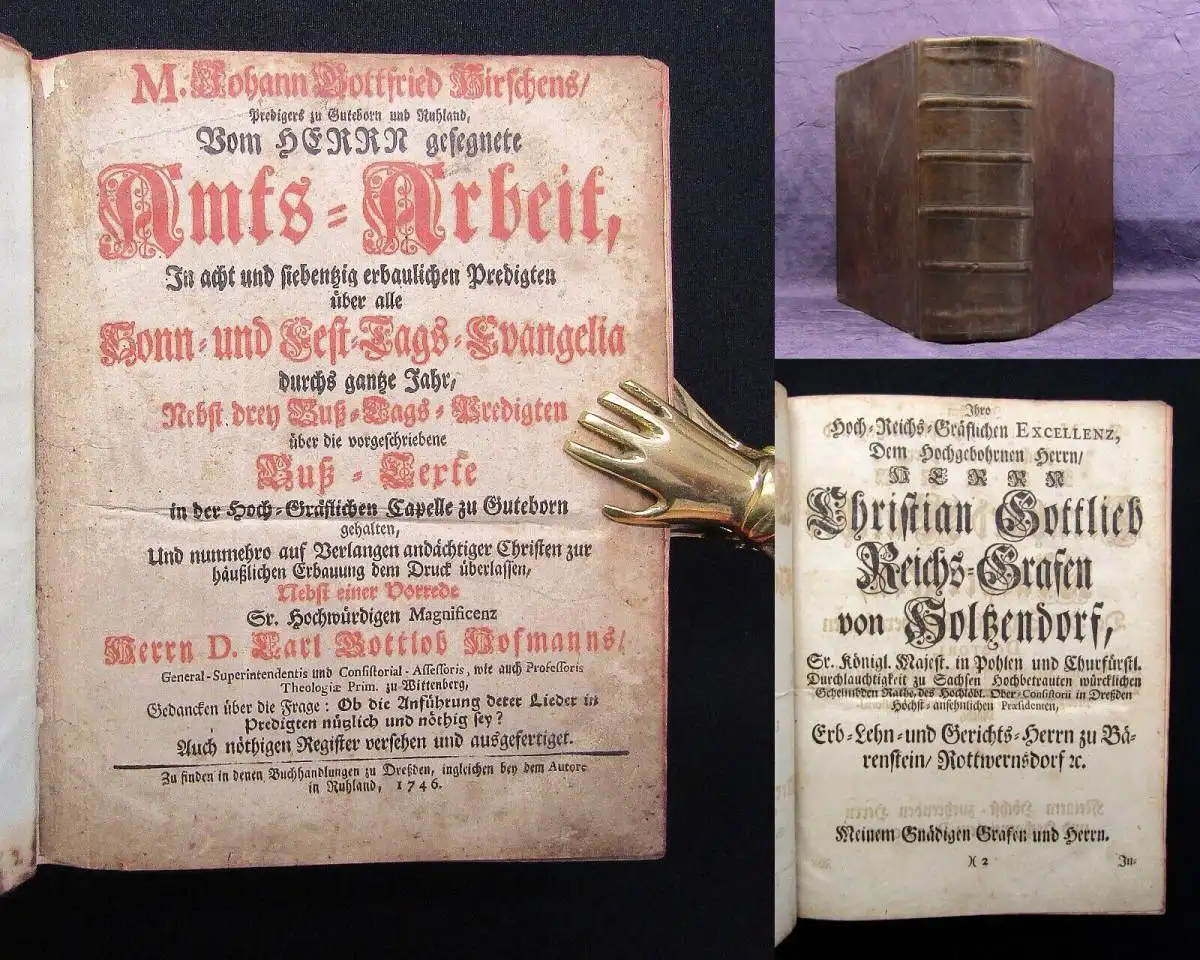 M. Johann Gottfried Hirschens/
Predigers zu Guteborn und Ruhland,
Vom HERRN gesegnete
Amts-Arbeit,
In acht und siebentzig erbaulichen Predigten
über alle
Sonn- und Fest-Tags-Evangelia
durchs gantze Jahr,
Nebst drey Buß-Tags-Predigten
über die vorgeschriebene
Buß-Texte
in der Hoch-Gräflichen Capelle zu Guteborn
gehalten,
Und nunmehro auf Verlangen andächtiger Christen zur
häußlichen Erbauung dem Druck überlassen,
Nebst einer Vorrede
Sr. Hochwürdigen Magnificenz
Herrn D. Carl Gottlob Hofmanns/
General-Superintendentis und Consistorial-Assessoris, wie auch Professoris
Theologiæ Prim. zu Wittenberg,
Gedancken über die Frage: Ob die Anführung derer Lieder in
Predigten nützlich und nöthig sey?
Auch nöthigen Register versehen und ausgefertiget.
Zu finden in denen Buchhandlungen zu Dreßden, ingleichen bey dem Autore
in Ruhland, 1746.
Ihro
Hoch-Reichs-Gräflichen EXCELLENZ,
Dem Hochgebohrnen Herrn/
HERRN
Christian Gottlieb
Reichs-Grafen
von Holtzendorf,
Sr. Königl. Majest. in Pohlen und Churfürstl.
Durchlauchtigkeit zu Sachsen Hochbetrauten würcklichen
Geheimbden Rathe, des Hochlöbl. Ober-Consistorii in Dreßden
Höchst-ansehnlichen Præsidenten,
Erb-Lehn- und Gerichts-Herrn zu Bä-
renstein/ Rottwernsdorf ꝛc.
Meinem Gnädigen Grafen und Herrn.
)( 2
In-